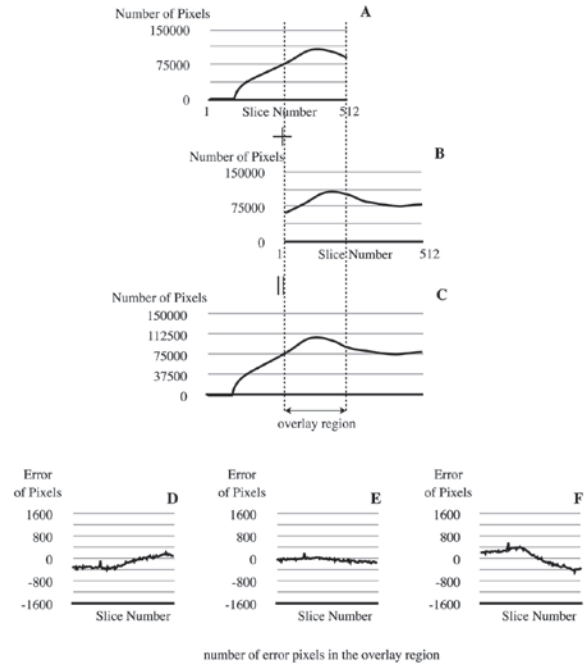 Number of Pixels
A
150000
75000
0
1
Slice Number
512
+
Number of Pixels
B
150000
75000
0
1
Slice Number
512
||
Number of Pixels
C
150000
112500
75000
37500
0
overlay region
Error
of Pixels
D
1600
800
0
-800
-1600
Slice Number
Error
of Pixels
E
1600
800
0
-800
-1600
Slice Number
Error
of Pixels
F
1600
800
0
-800
-1600
Slice Number
number of error pixels in the overlay region